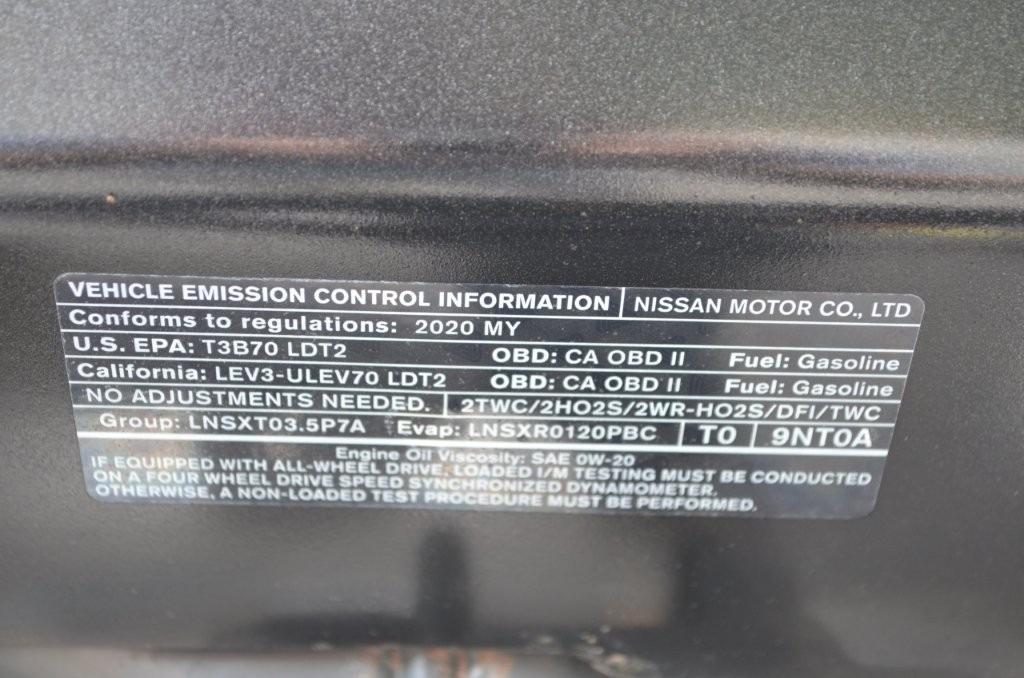 VEHICLE EMISSION CONTROL INFORMATION NISSAN MOTOR CO., LTD
Conforms to regulations: 2020 MY
U.S. EPA: T3B70 LDT2 OBD: CA OBD II Fuel: Gasoline
California: LEV3-ULEV70 LDT2 OBD: CA OBD II Fuel: Gasoline
NO ADJUSTMENTS NEEDED. 2TWC/2HO2S/2WR-HO2S/DFI/TWC
Group: LNSXT03.5P7A Evap: LNSXR0120PBC T0 9NT0A
Engine Oil Viscosity: SAE 0W-20
IF EQUIPPED WITH ALL-WHEEL DRIVE, LOADED I/M TESTING MUST BE CONDUCTED
ON A FOUR WHEEL DRIVE SPEED SYNCHRONIZED DYNAMOMETER.
OTHERWISE, A NON-LOADED TEST PROCEDURE MUST BE PERFORMED.